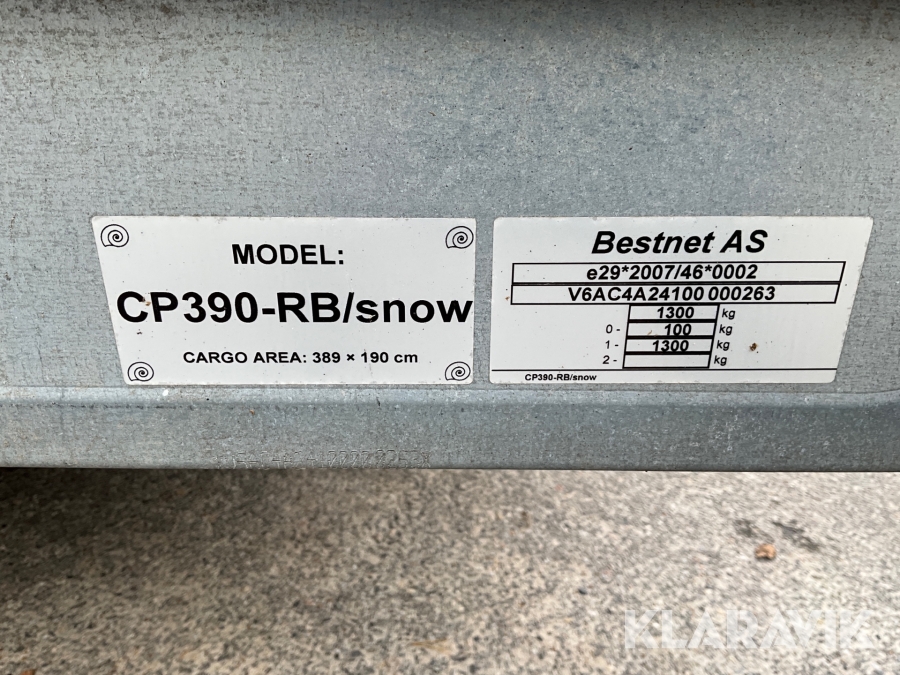 MODEL:
CP390-RB/snow
CARGO AREA: 389 × 190 cm
Bestnet AS
e29*2007/46*0002
V6AC4A24100 000263
1300 kg
0- 100 kg
1- 1300 kg
2- kg
CP390-RB/snow
KLARAVIK